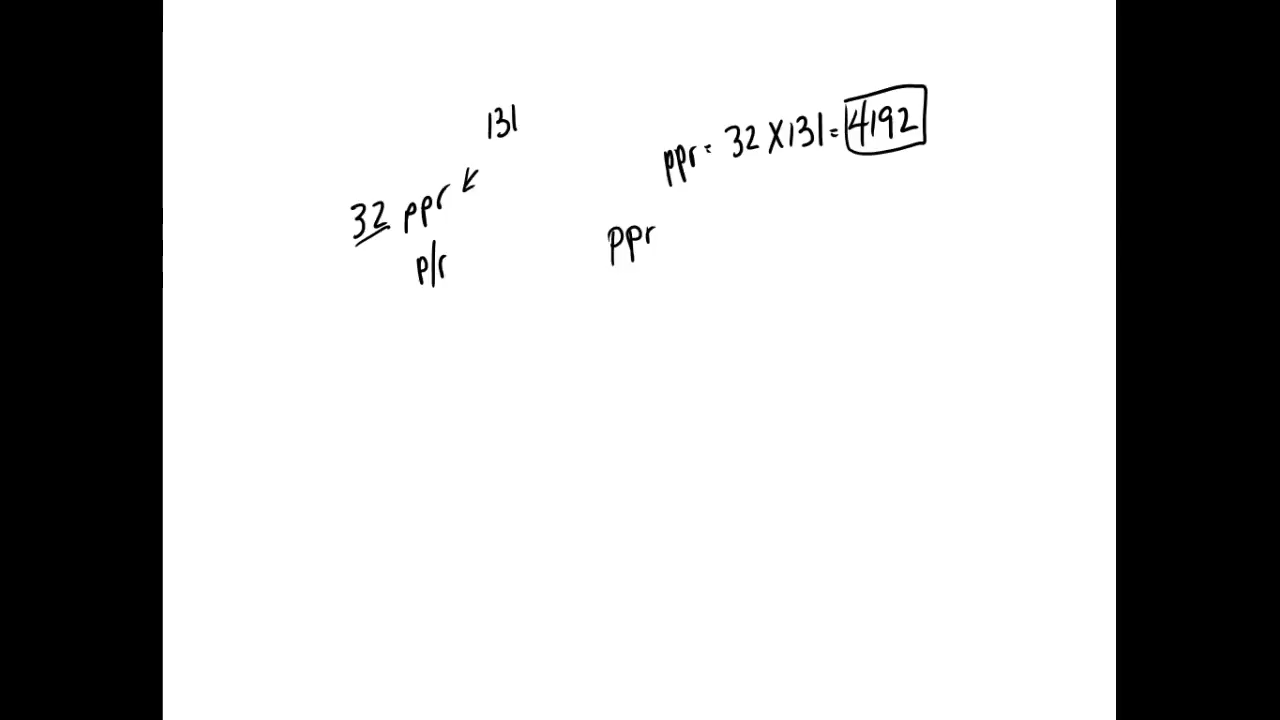 131
32 ppr
p/r
ppr = 32 X 131 = 4192
ppr